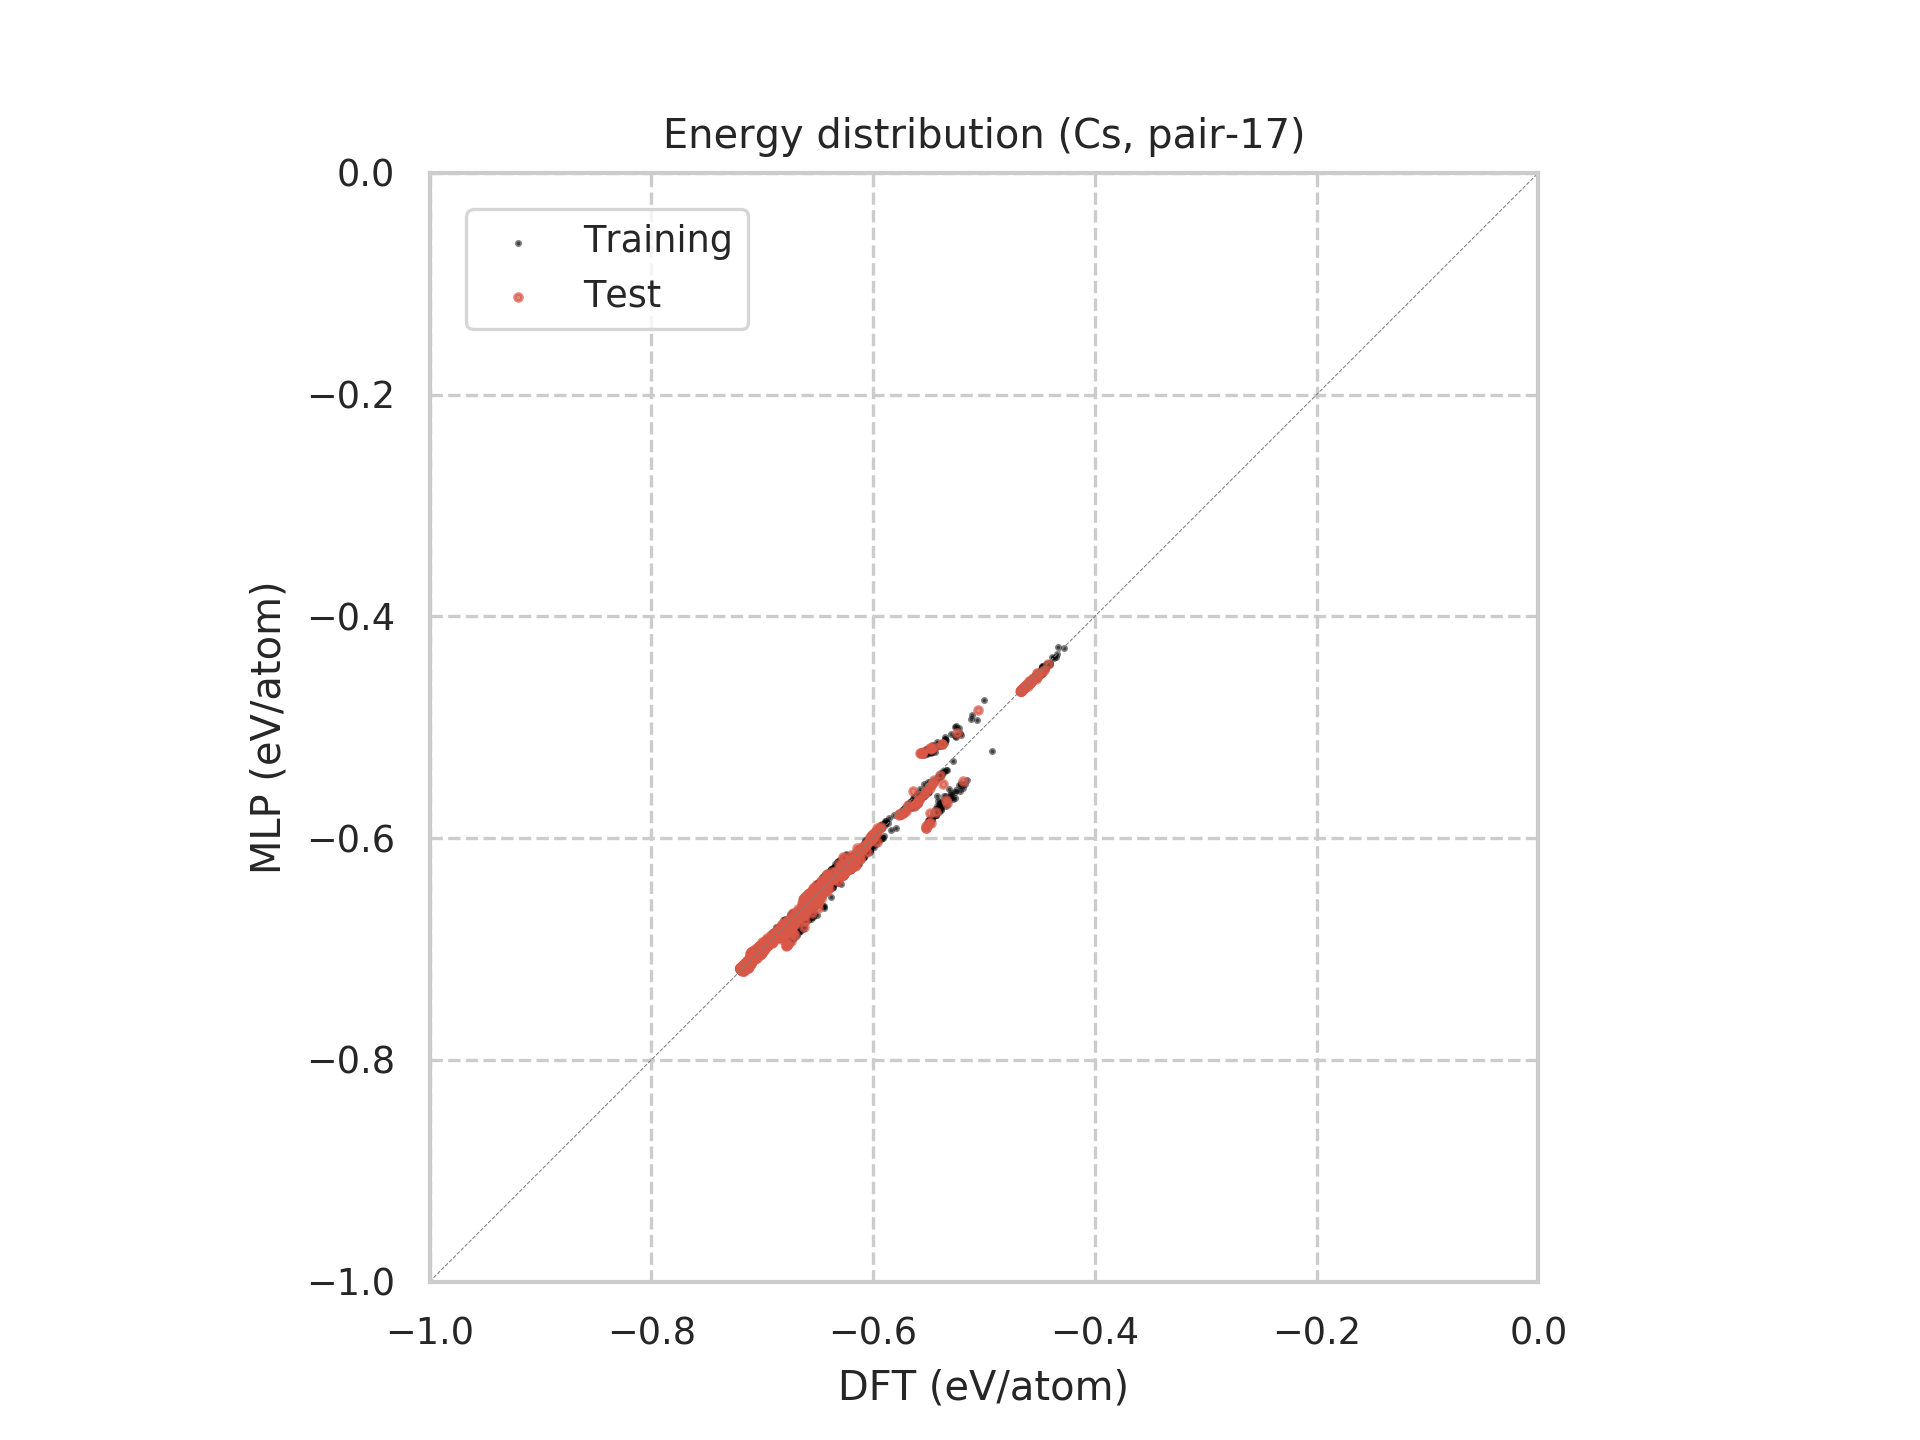 Energy distribution (Cs, pair-17)
0.0
Training
Test
−0.2
−0.4
−0.6
−0.8
−1.0
MLP (eV/atom)
−1.0 −0.8 −0.6 −0.4 −0.2 0.0
DFT (eV/atom)